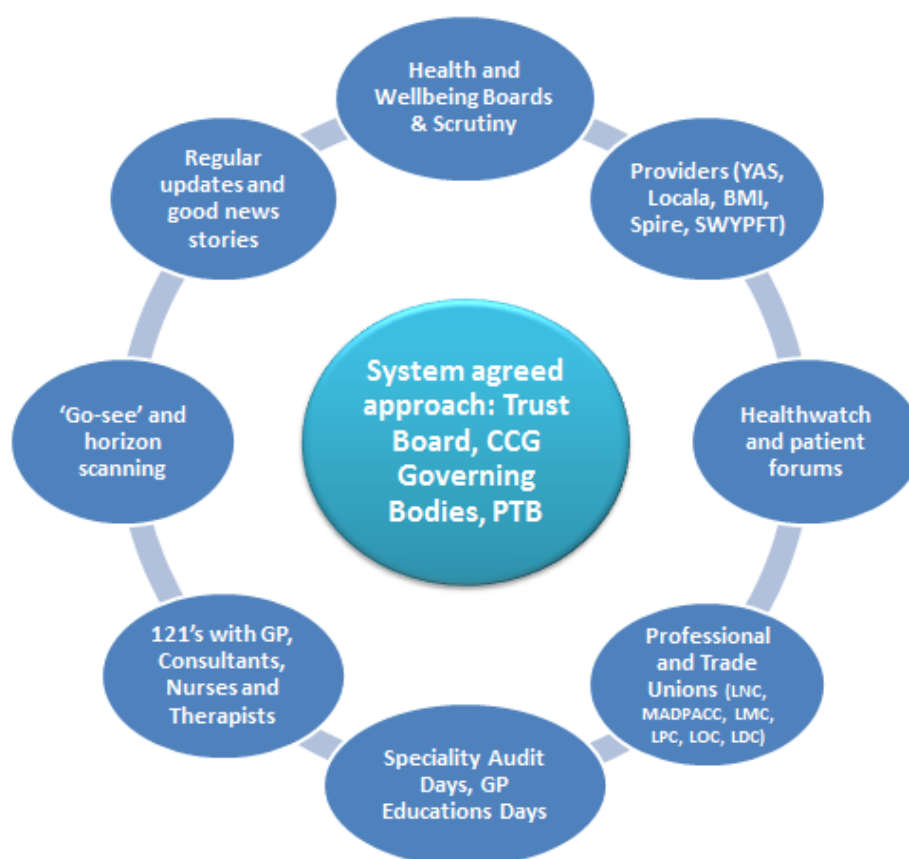 Health and
Wellbeing Boards
& Scrutiny
Providers (YAS,
Locala, BMI,
Spire, SWYPFT)
Healthwatch
and patient
forums
Professional
and Trade
Unions (LNC,
MADPACC, LMC,
LPC, LOC, LDC)
Speciality Audit
Days, GP
Educations Days
121's with GP,
Consultants,
Nurses and
Therapists
‘Go-see’ and
horizon
scanning
Regular
updates and
good news
stories
System agreed
approach: Trust
Board, CCG
Governing
Bodies, PTB